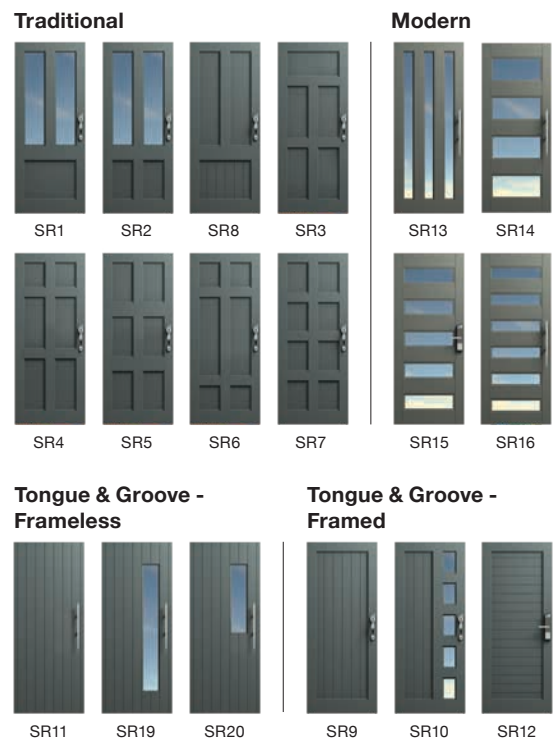 Traditional
SR1
SR2
SR8
SR3
SR4
SR5
SR6
SR7
Modern
SR13
SR14
SR15
SR16
Tongue & Groove -
Frameless
SR11
SR19
SR20
Tongue & Groove -
Framed
SR9
SR10
SR12